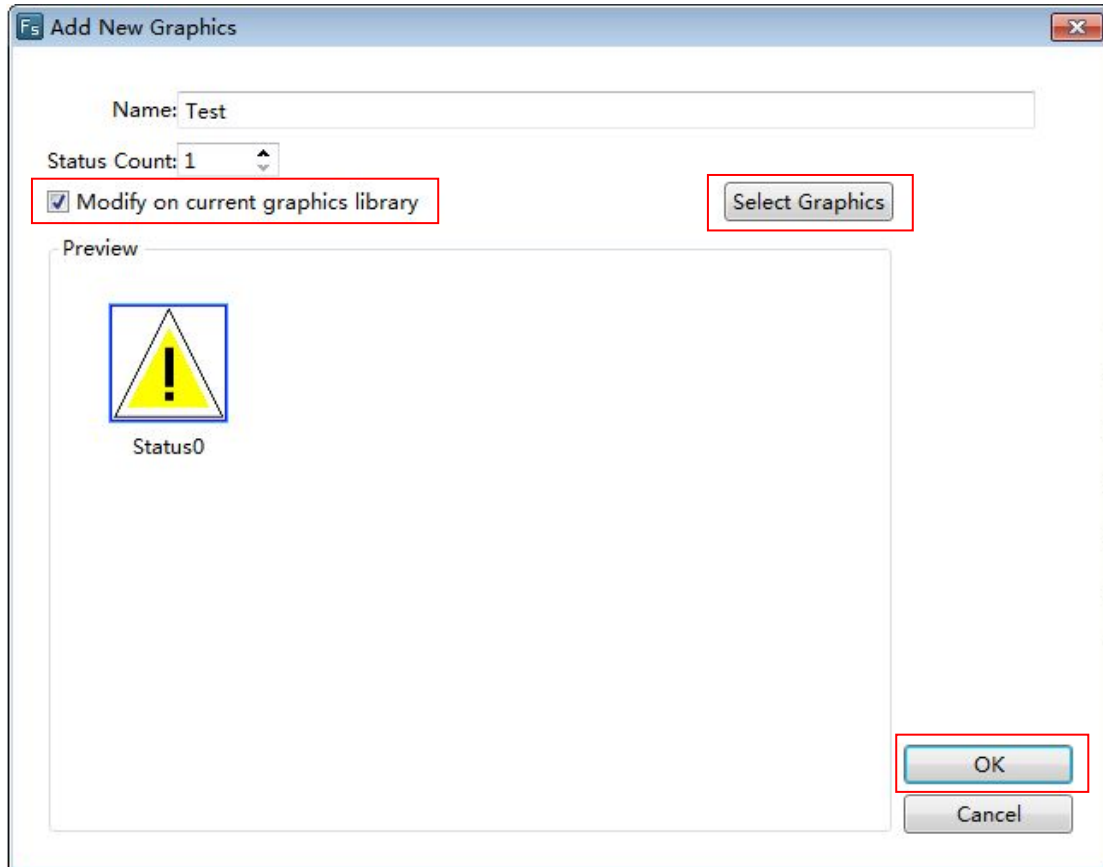 Fs Add New Graphics
Name: Test
Status Count: 1
Modify on current graphics library
Select Graphics
Preview
!
Status0
OK
Cancel